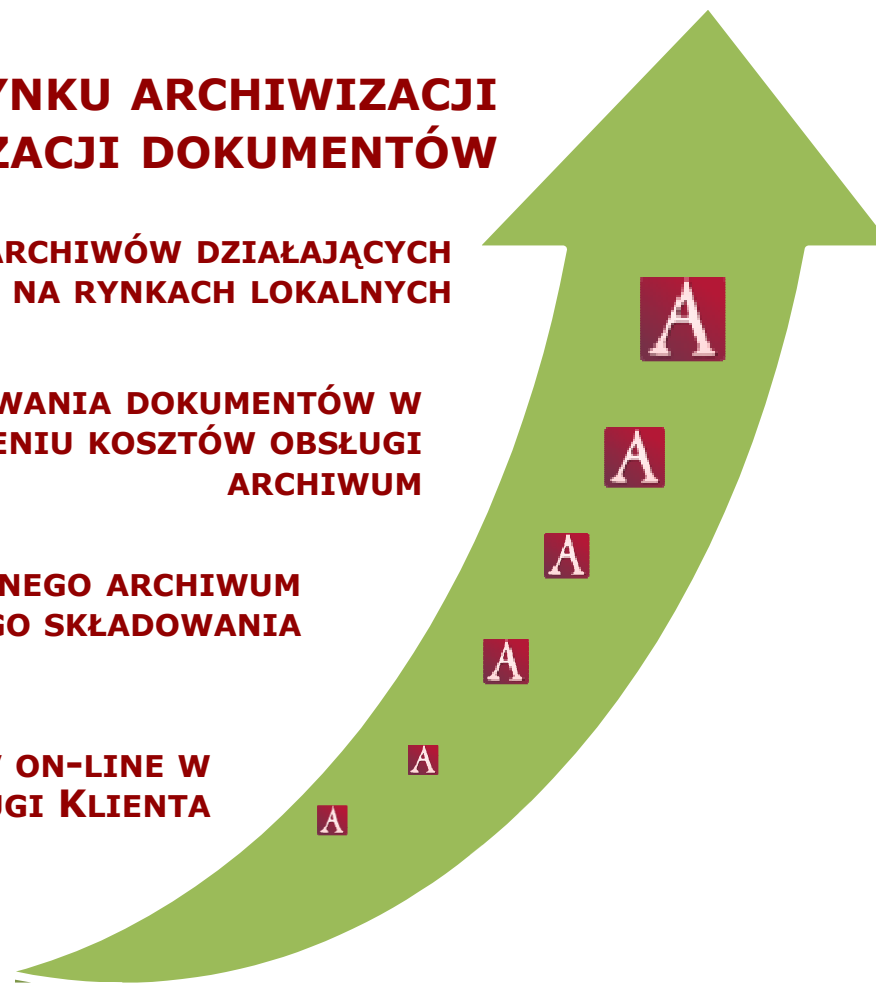 YNKU ARCHIWIZACJI
ZACJI DOKUMENTÓW
ARCHIWÓW DZIAŁAJĄCYCH
NA RYNKACH LOKALNYCH
WANIA DOKUMENTÓW W
ENIU KOSZTÓW OBSŁUGI
ARCHIWUM
NEGO ARCHIWUM
GO SKŁADOWANIA
ON-LINE W
UGI KLIENTA
A
A
A
A
A
A